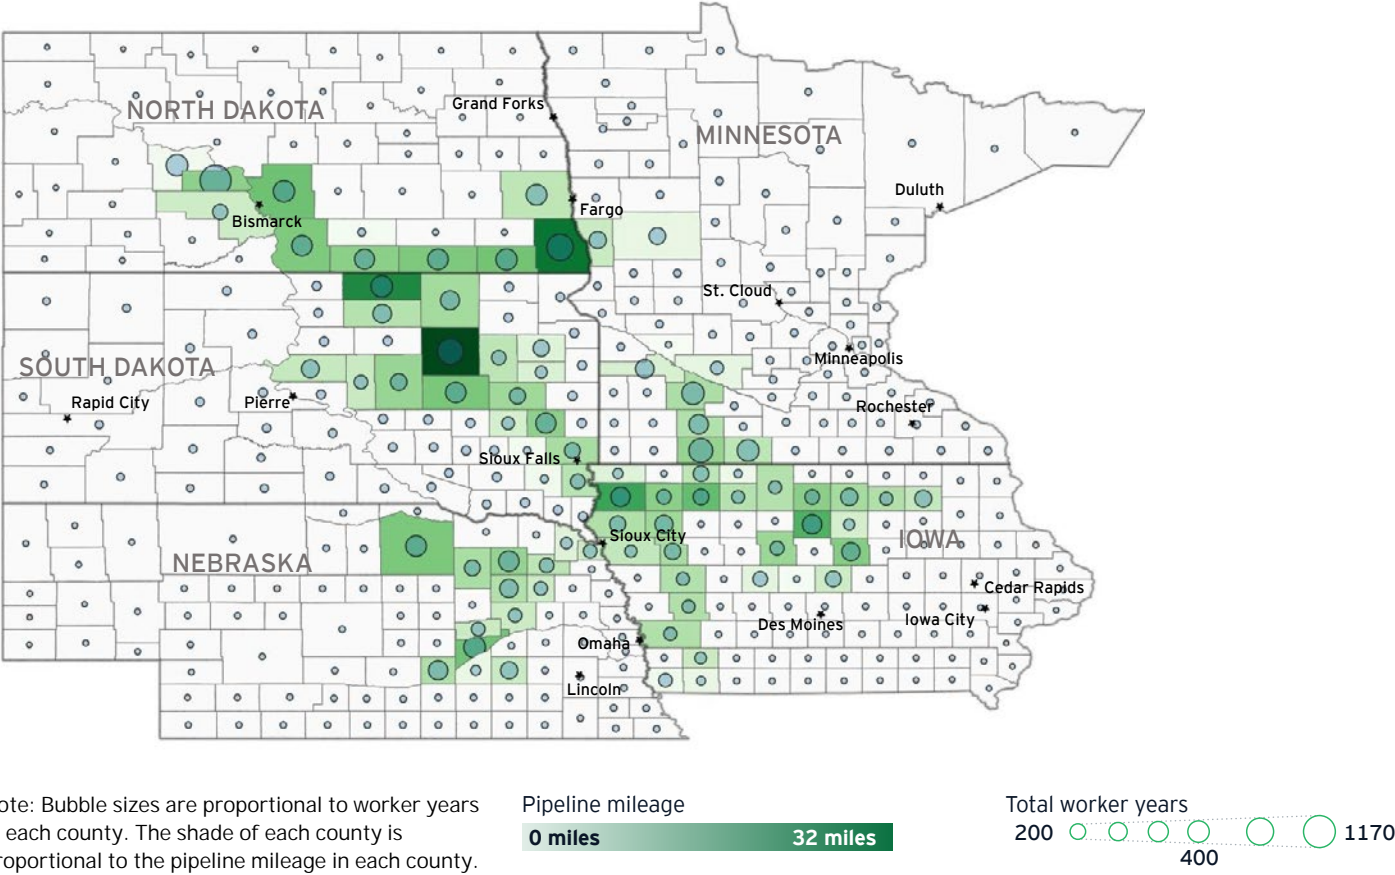 NORTH DAKOTA
Grand Forks
MINNESOTA
Duluth
Fargo
Bismarck
St. Cloud
Minneapolis
SOUTH DAKOTA
Rapid City
Pierre
Rochester
Sioux Falls
Sioux City
IOWA
NEBRASKA
Cedar Rapids
Iowa City
Des Moines
Omaha
Lincoln
ote: Bubble sizes are proportional to worker years
each county. The shade of each county is
roportional to the pipeline mileage in each county.
Pipeline mileage
0 miles 32 miles
Total worker years
200 1170
400